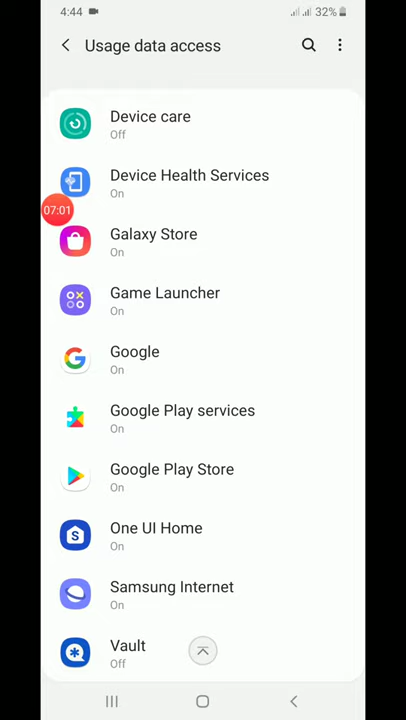 4:44
32%
Usage data access
Device care
Off
Device Health Services
On
07:01
Galaxy Store
On
Game Launcher
On
Google
On
Google Play services
On
Google Play Store
On
One UI Home
On
Samsung Internet
On
Vault
Off